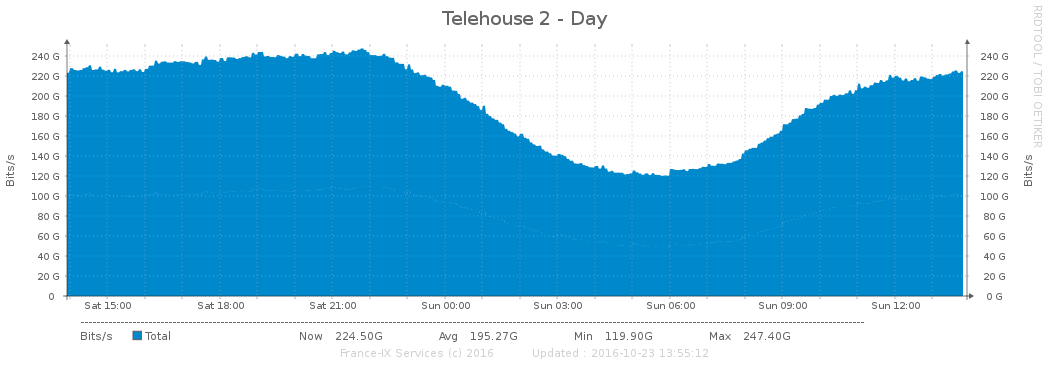 Telehouse 2 - Day
RRDTOOL / TOBI OETIKER
Bits/s
240 G 240 G
220 G 220 G
200 G 200 G
180 G 180 G
160 G 160 G
140 G 140 G
120 G 120 G
100 G 100 G
80 G 80 G
60 G 60 G
40 G 40 G
20 G 20 G
0 0 G
Bits/s
Sat 15:00 Sat 18:00 Sat 21:00 Sun 00:00 Sun 03:00 Sun 06:00 Sun 09:00 Sun 12:00
Bits/s Total Now 224.50G Avg 195.27G Min 119.90G Max 247.40G
France-IX Services (c) 2016 Updated : 2016-10-23 13:55:12